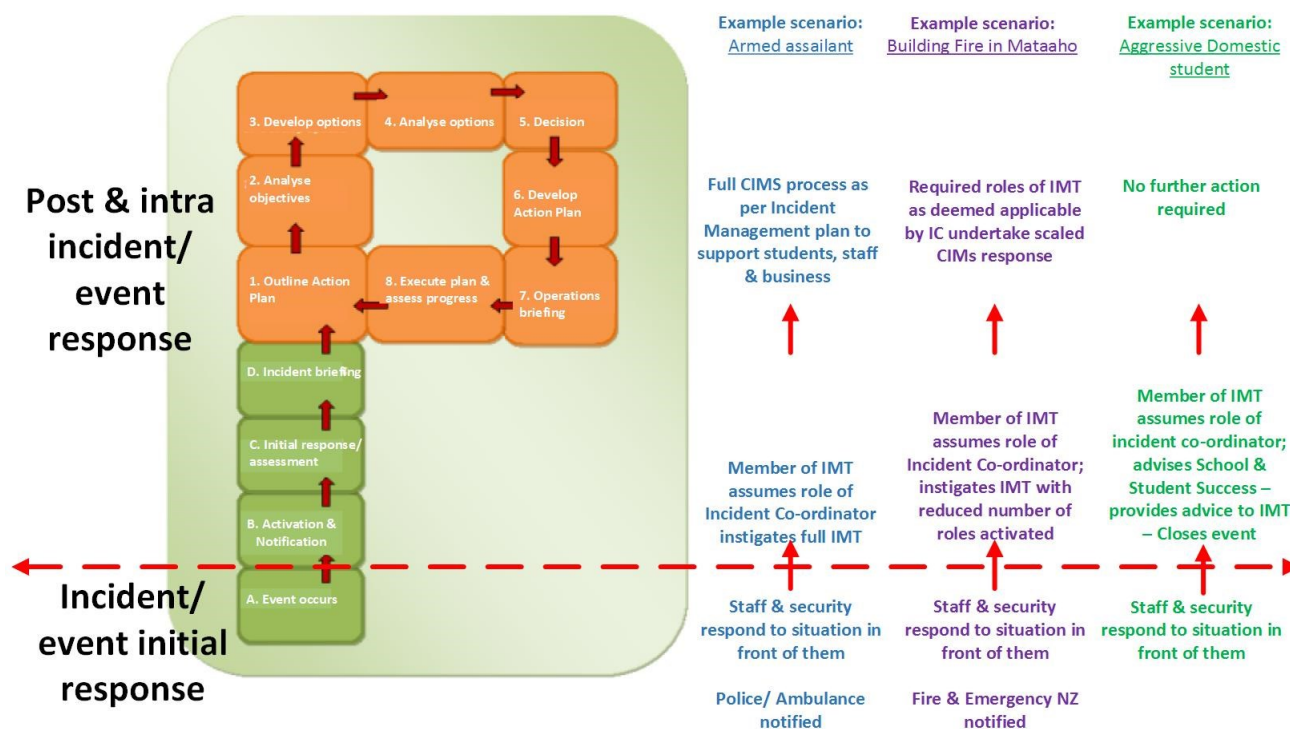 Example scenario:
Armed assailant
Example scenario:
Building Fire in Mataaho
Example scenario:
Aggressive Domestic
student
Post & intra
incident/
event
response
3. Develop options
4. Analyse options
5. Decision
2. Analyse
objectives
6. Develop
Action Plan
1. Outline Action
Plan
8. Execute plan &
assess progress
7. Operations
briefing
D. Incident briefing
C. Initial response/
assessment
B. Activation &
Notification
A. Event occurs
Full CIMS process as
per Incident
Management plan to
support students, staff
& business
Required roles of IMT
as deemed applicable
by IC undertake scaled
CIMs response
No further action
required
Member of IMT
assumes role of
Incident Co-ordinator
instigates full IMT
Member of IMT
assumes role of
Incident Co-ordinator;
instigates IMT with
reduced number of
roles activated
Member of IMT
assumes role of
incident co-ordinator;
advises School &
Student Success –
provides advice to IMT
– Closes event
Incident/
event initial
response
Staff & security
respond to situation in
front of them
Police/ Ambulance
notified
Staff & security
respond to situation in
front of them
Fire & Emergency NZ
notified
Staff & security
respond to situation in
front of them